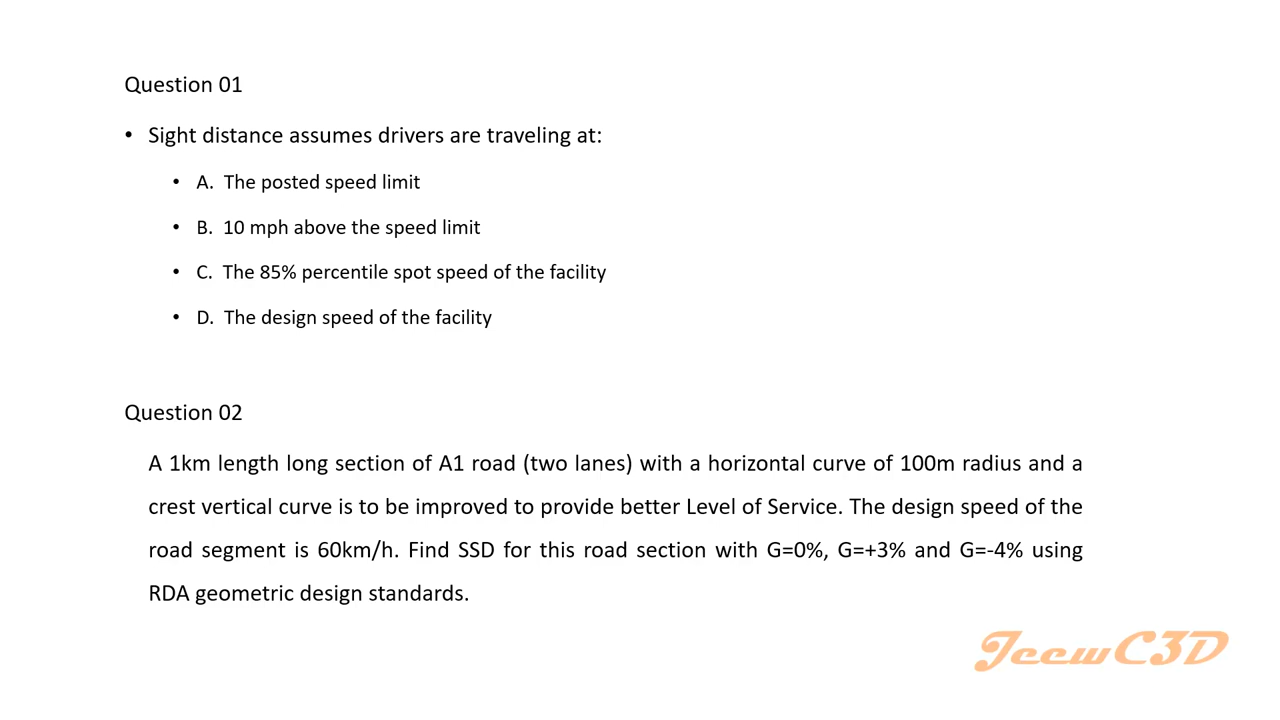 Question 01
• Sight distance assumes drivers are traveling at:
• A. The posted speed limit
• B. 10 mph above the speed limit
• C. The 85% percentile spot speed of the facility
• D. The design speed of the facility
Question 02
A 1km length long section of A1 road (two lanes) with a horizontal curve of 100m radius and a
crest vertical curve is to be improved to provide better Level of Service. The design speed of the
road segment is 60km/h. Find SSD for this road section with G=0%, G=+3% and G=-4% using
RDA geometric design standards.
JeewC3D